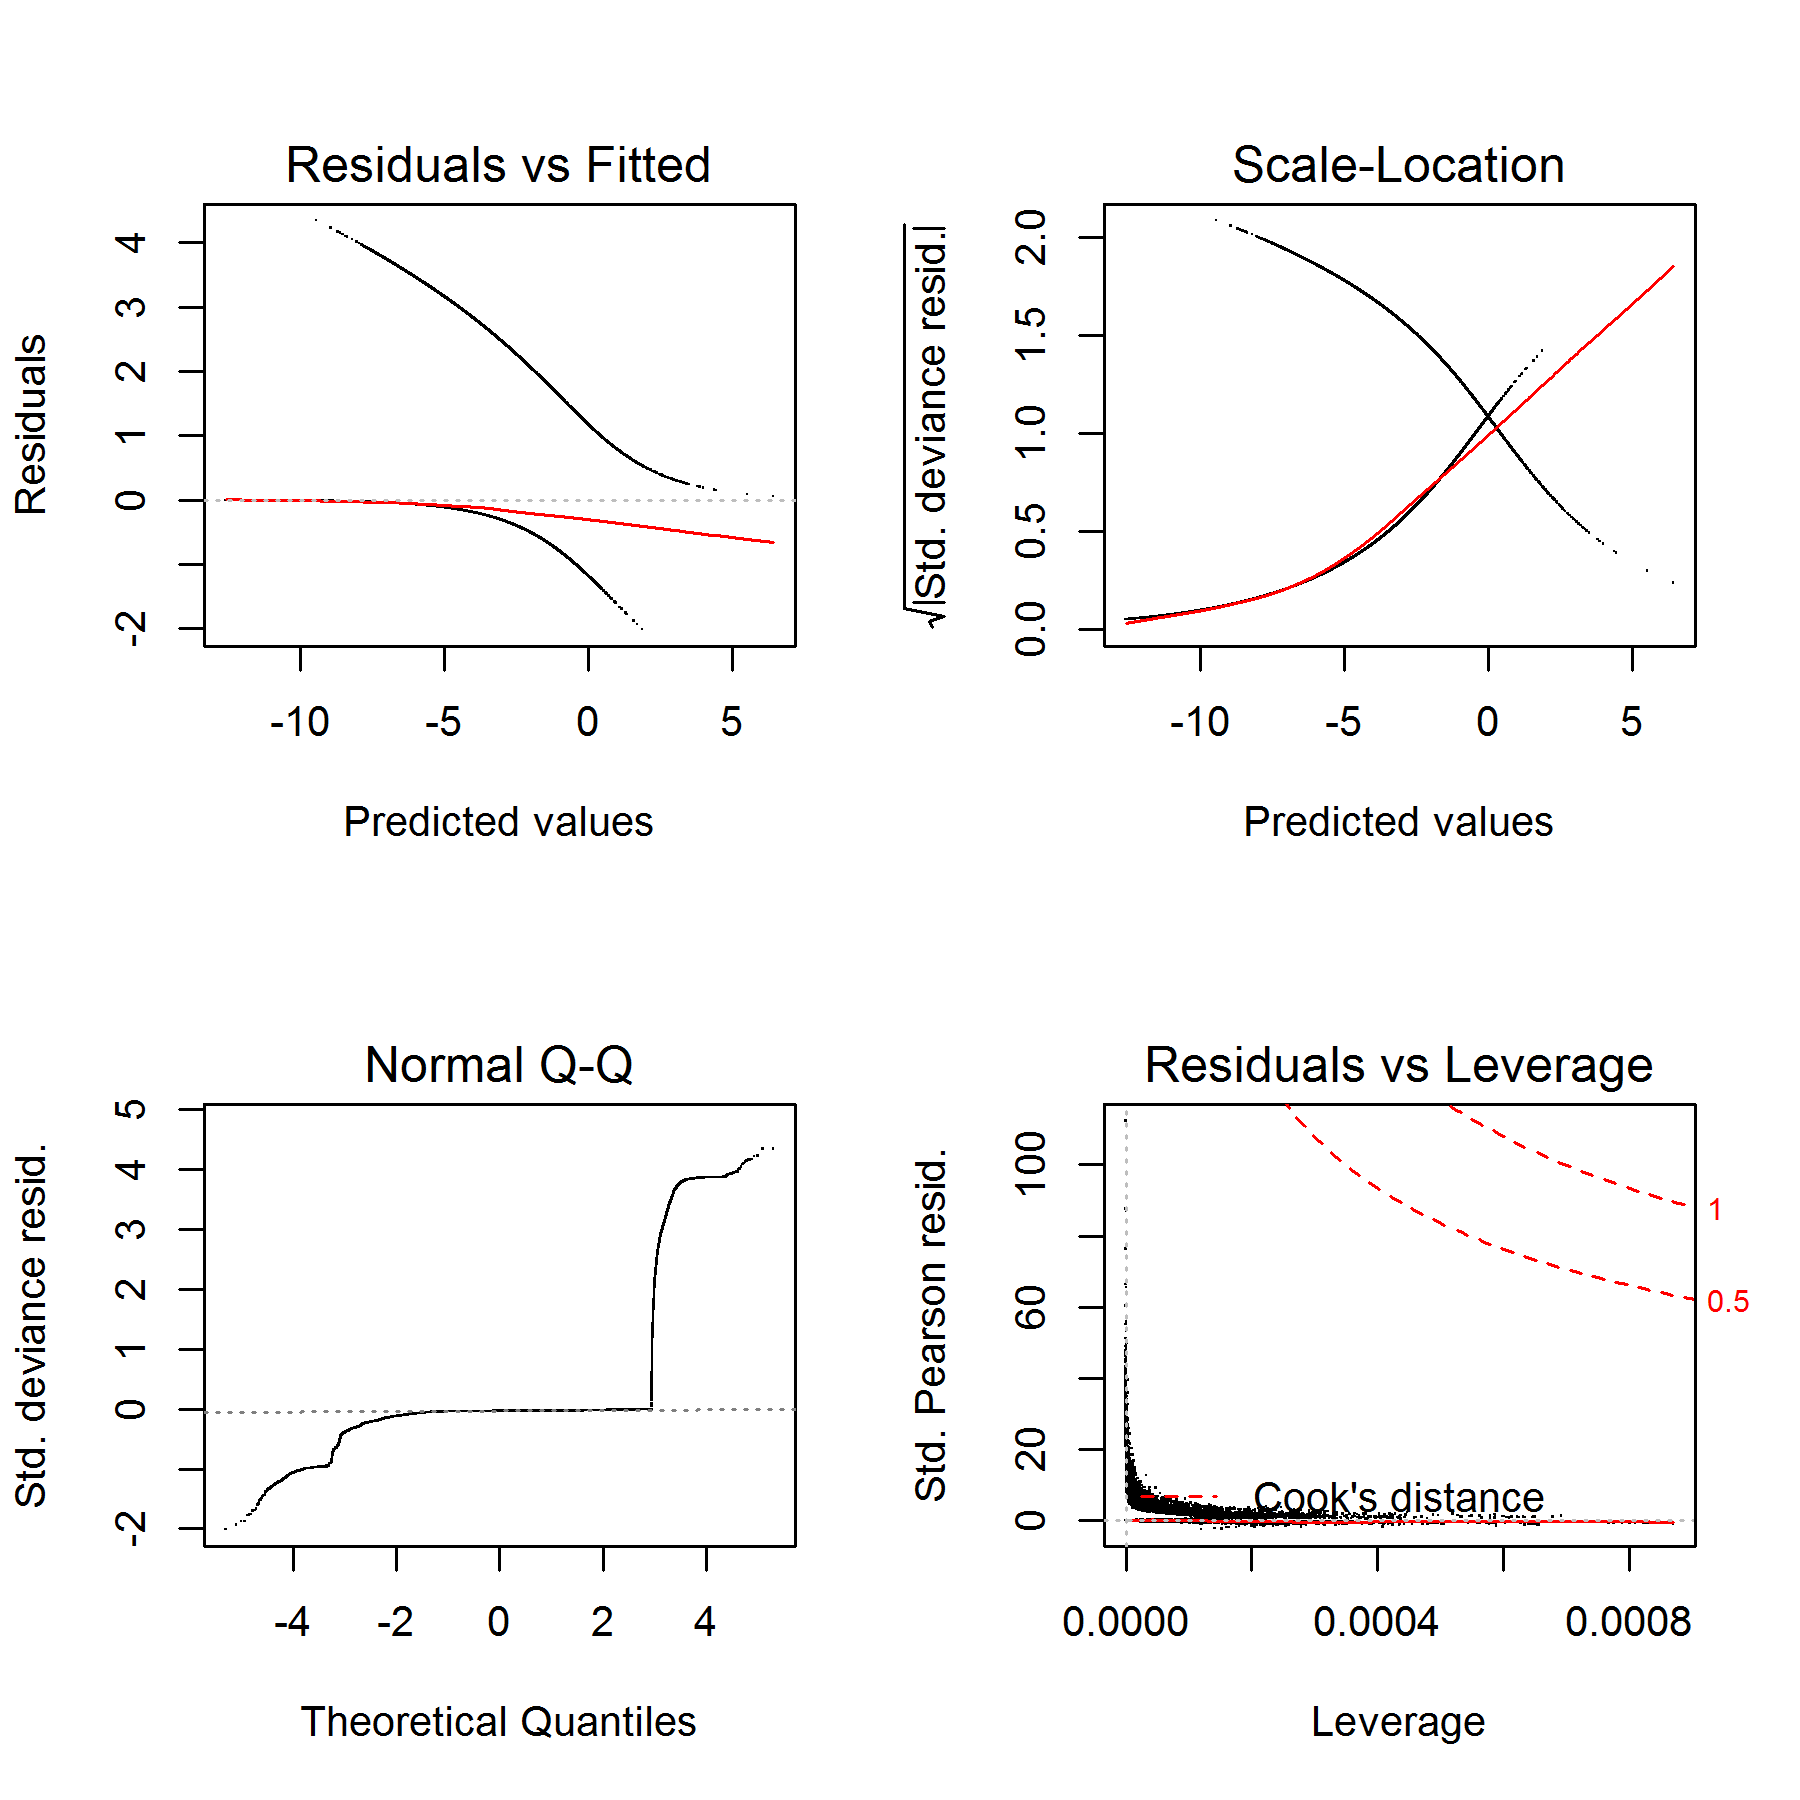 Residuals vs Fitted
Residuals
4
3
2
1
0
-2
-10 -5 0 5
Predicted values
Scale-Location
√|Std. deviance resid.|
2.0
1.5
1.0
0.5
0.0
-10 -5 0 5
Predicted values
Normal Q-Q
Std. deviance resid.
5
4
3
2
1
0
-2
-4 -2 0 2 4
Theoretical Quantiles
Residuals vs Leverage
Std. Pearson resid.
100
60
20
0
1
0.5
Cook's distance
0.0000 0.0004 0.0008
Leverage